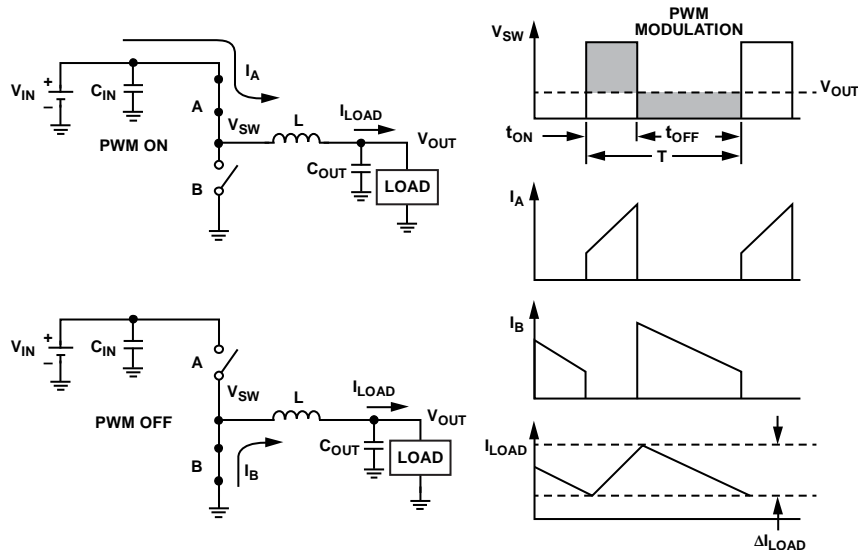 PWM
MODULATION
V_SW
V_OUT
t_ON
t_OFF
T
V_IN
+
–
C_IN
I_A
A
V_SW
L
I_LOAD
V_OUT
PWM ON
B
C_OUT
LOAD
I_A
I_B
V_IN
+
–
C_IN
A
V_SW
L
I_LOAD
V_OUT
PWM OFF
B
I_B
C_OUT
LOAD
I_LOAD
ΔI_LOAD